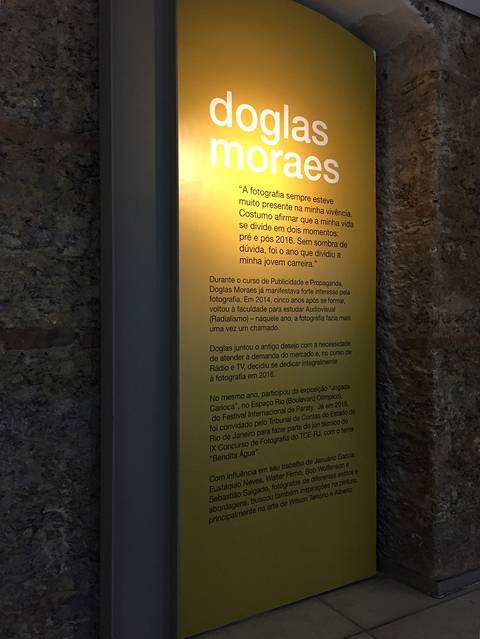 doglas
moraes
“A fotografia sempre esteve
muito presente na minha vivência.
Costumo afirmar que a minha vida
se divide em dois momentos:
pré e pós 2016. Sem sombra de
dúvida, foi o ano que dividiu a
minha jovem carreira.”
Durante o curso de Publicidade e Propaganda,
Doglas Moraes já manifestava forte interesse pela
fotografia. Em 2014, cinco anos após se formar,
voltou à faculdade para estudar Audiovisual
(Radialismo) – naquele ano, a fotografia fazia mais
uma vez um chamado.
Doglas juntou o antigo desejo com a necessidade
de atender à demanda do mercado e, no curso de
Rádio e TV, decidiu se dedicar integralmente
à fotografia em 2016.
No mesmo ano, participou da exposição “Jogada
Carioca”, no Espaço Rio (Boulevard Olímpico),
do Festival Internacional de Paraty. Já em 2018,
foi convidado pelo Tribunal de Contas do Estado do
Rio de Janeiro para fazer parte do júri técnico do
IX Concurso de Fotografia do TCE-RJ, com o tema
“Bendita Água”.
Com influência em seu trabalho de Januário Garcia,
Eustáquio Neves, Walter Firmo, Bob Wolfenson e
Sebastião Salgado, fotógrafos de diferentes estilos e
abordagens, buscou também inspirações na pintura,
principalmente na arte de Wilson Tenório e Alberto